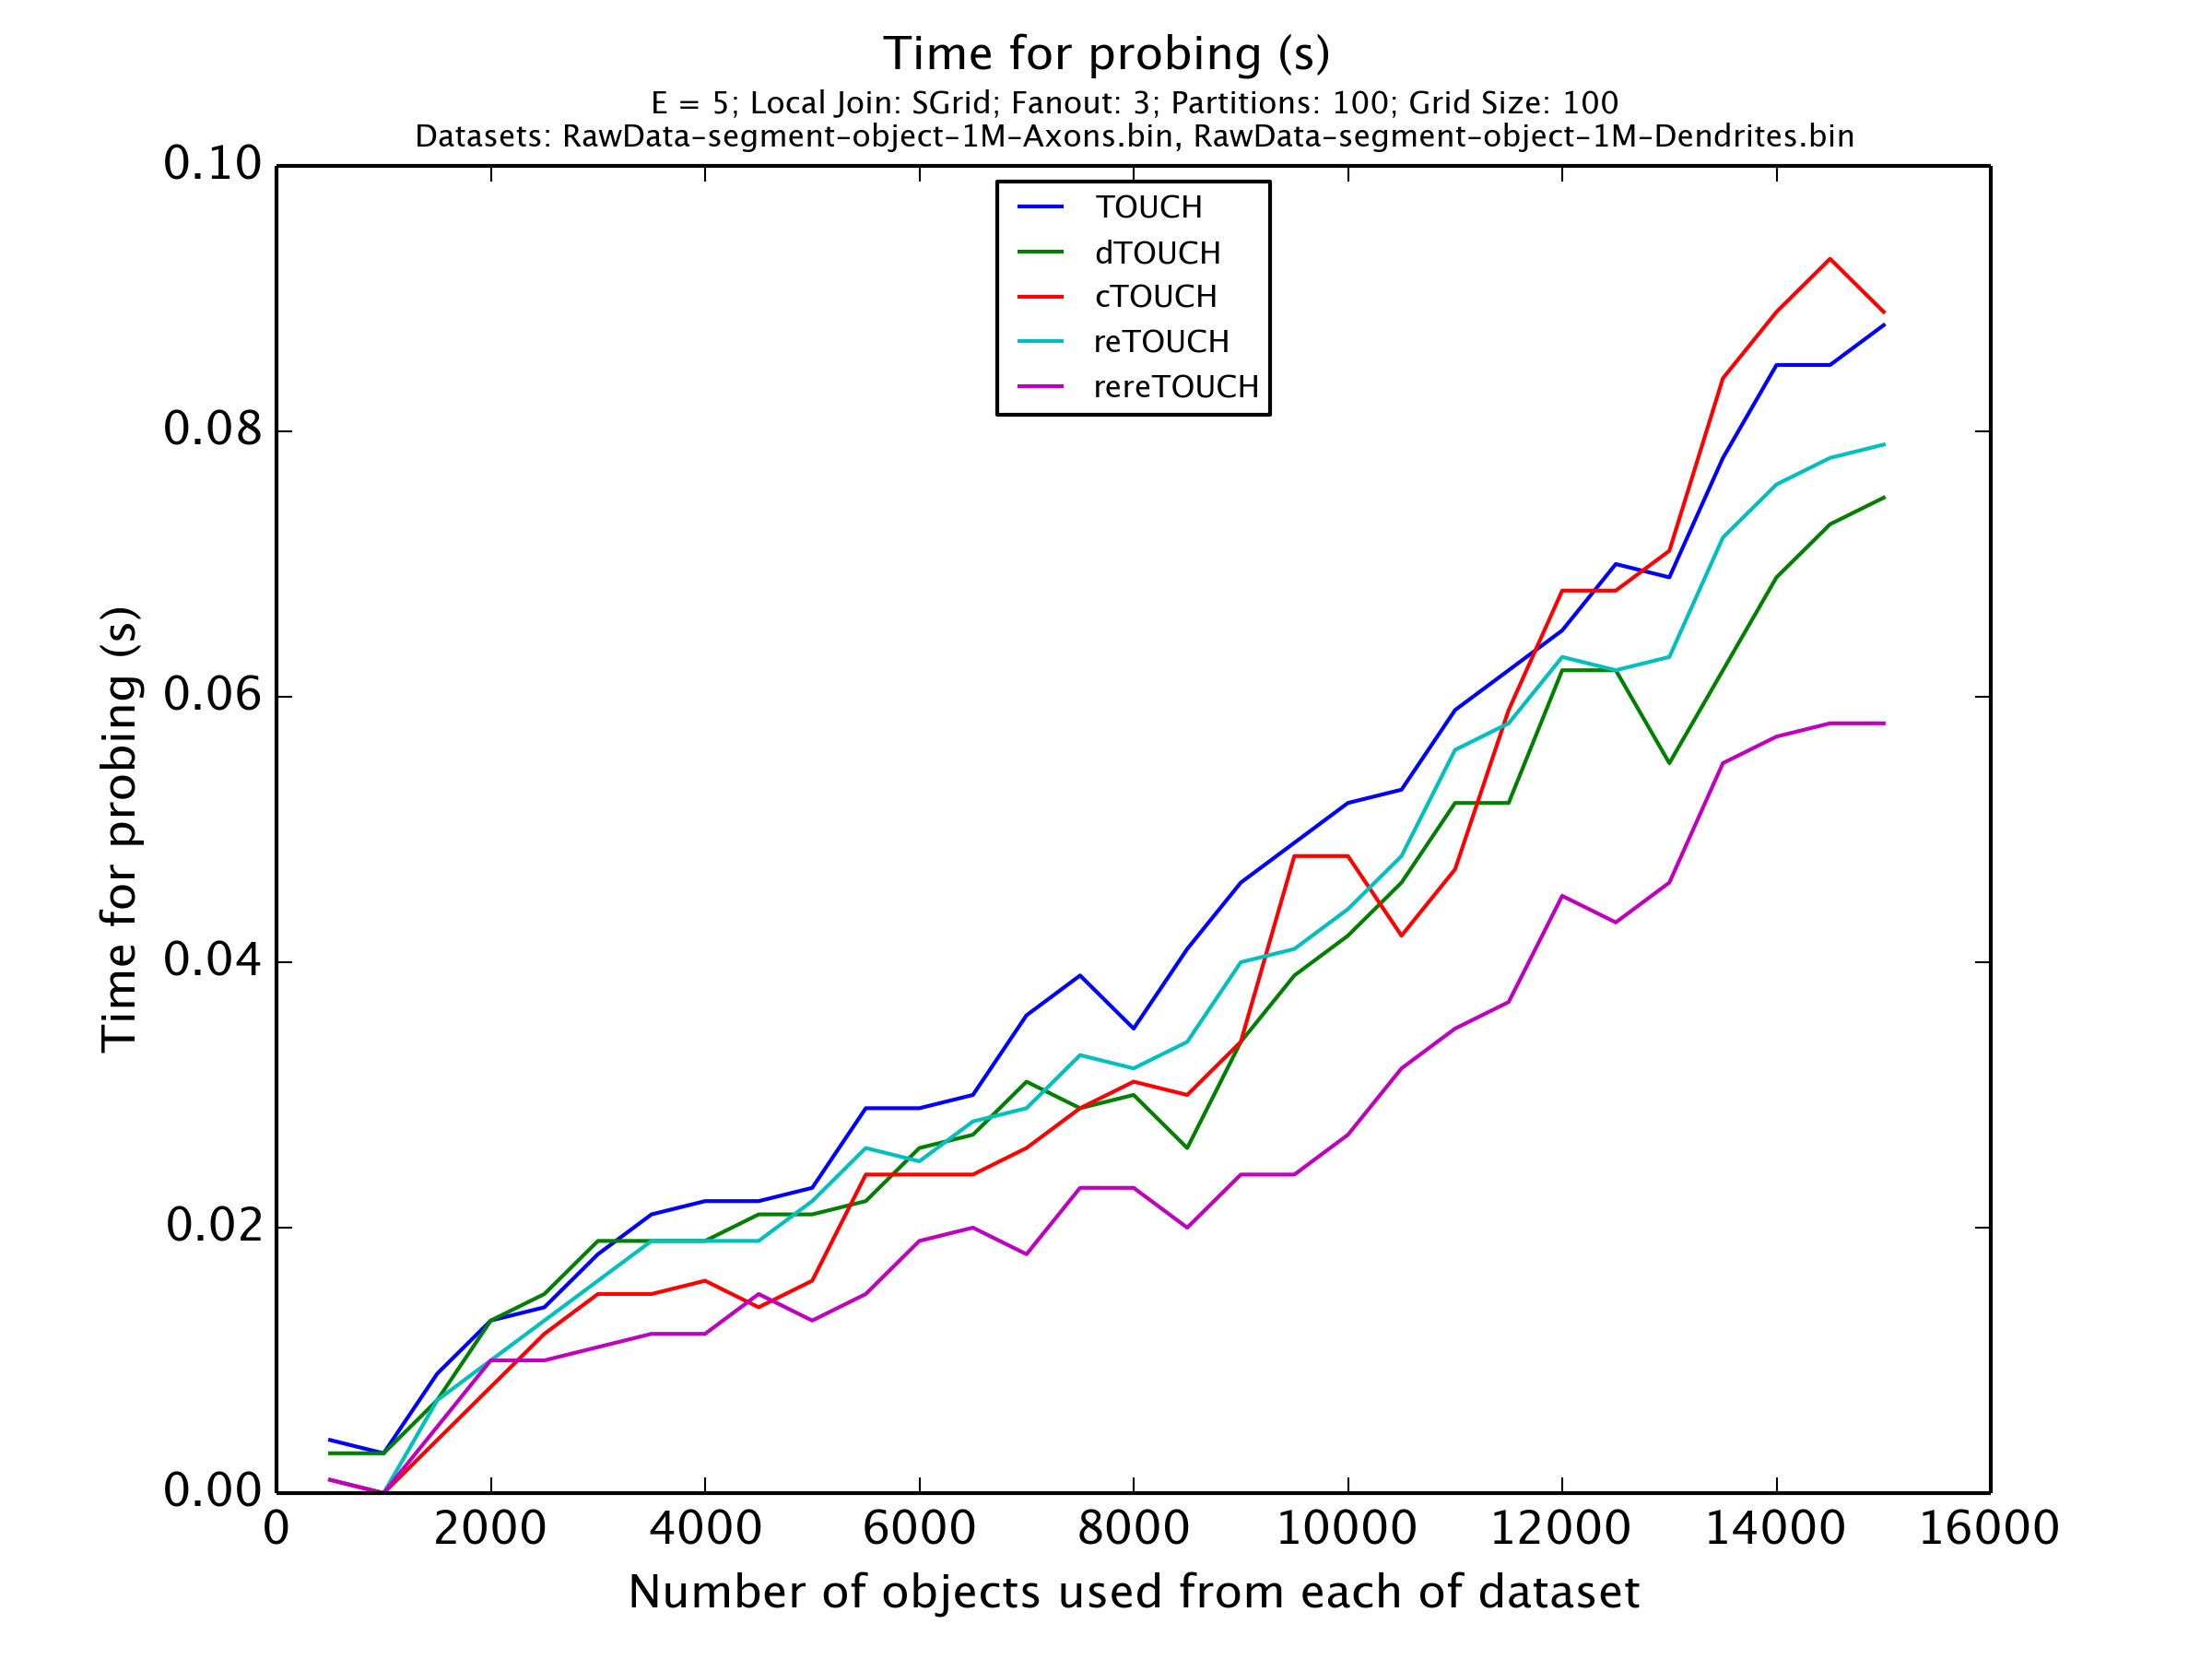 Time for probing (s)
E = 5; Local Join: SGrid; Fanout: 3; Partitions: 100; Grid Size: 100
Datasets: RawData-segment-object-1M-Axons.bin, RawData-segment-object-1M-Dendrites.bin
0.10
0.08
0.06
0.04
0.02
0.00
Time for probing (s)
TOUCH
dTOUCH
cTOUCH
reTOUCH
rereTOUCH
0 2000 4000 6000 8000 10000 12000 14000 16000
Number of objects used from each of dataset